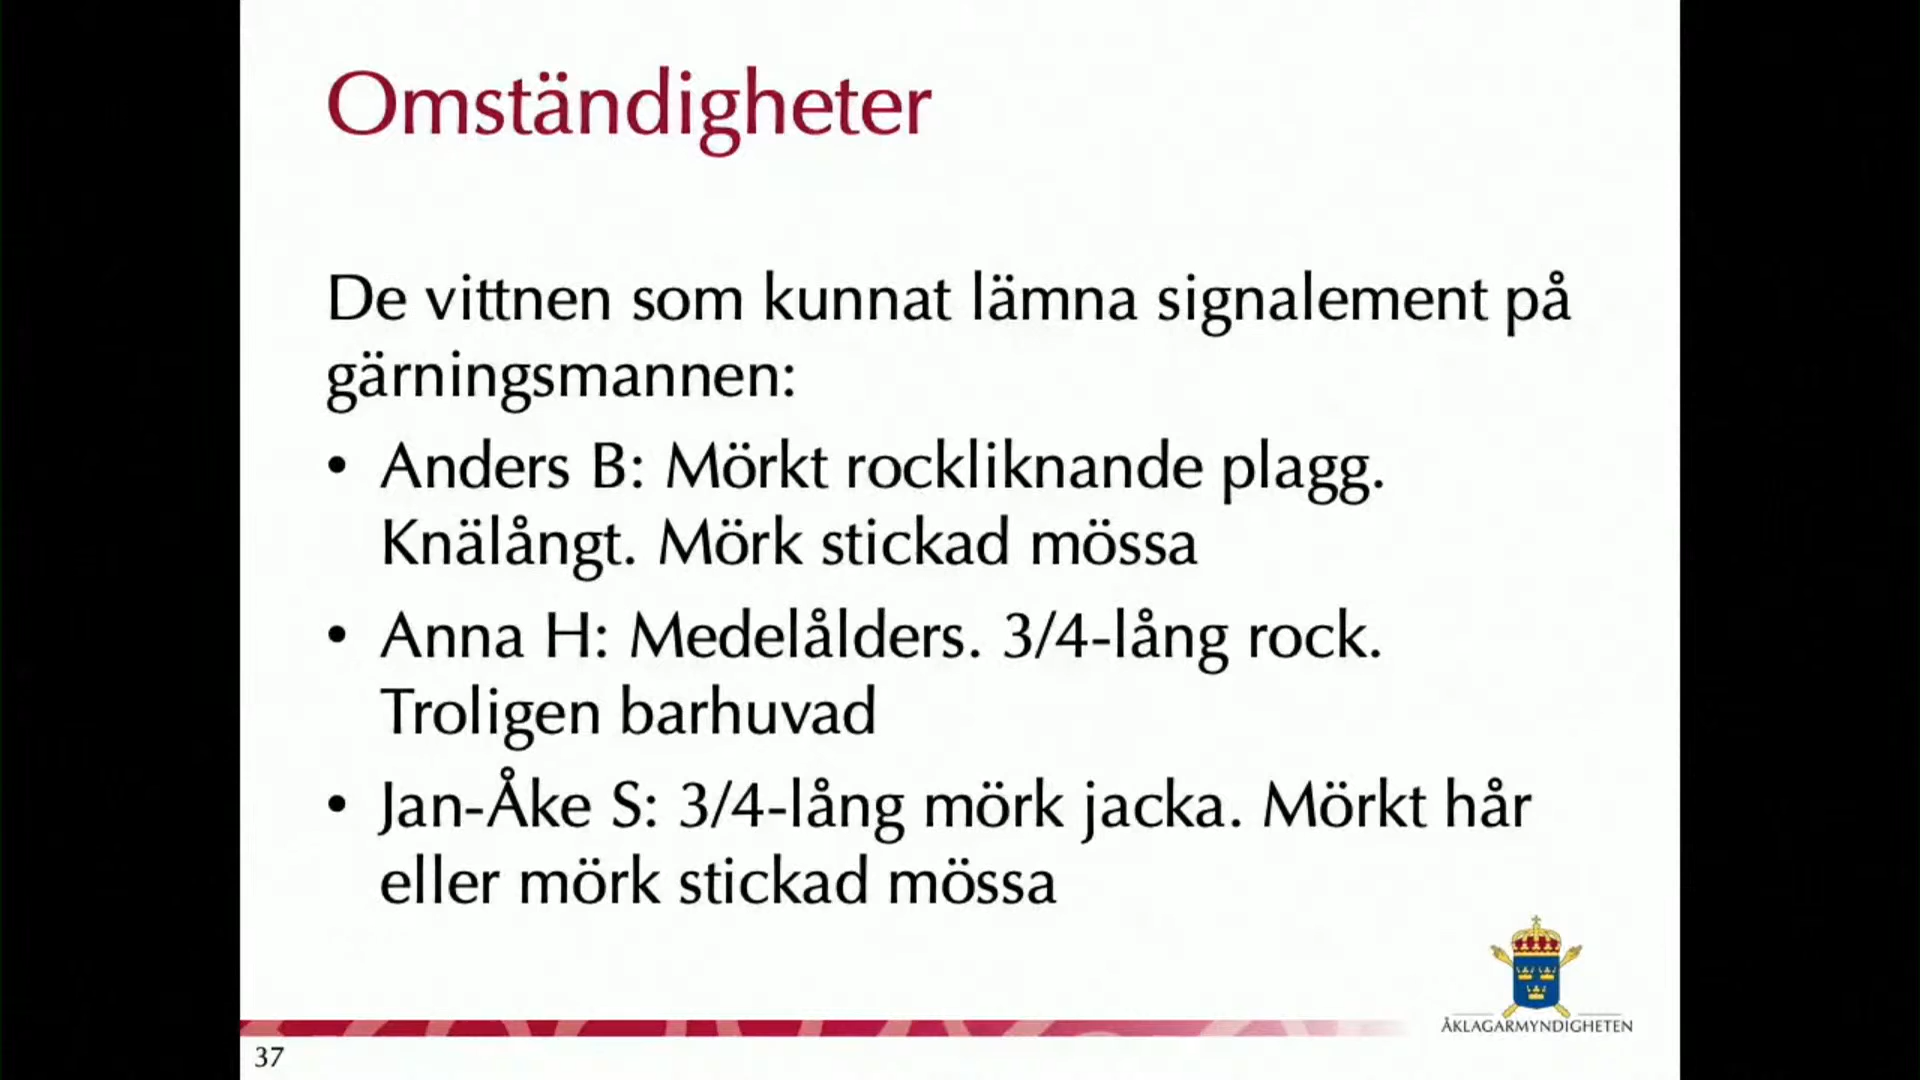 Omständigheter
De vittnen som kunnat lämna signalement på
gärningsmannen:
• Anders B: Mörkt rockliknande plagg.
Knälångt. Mörk stickad mössa
• Anna H: Medelålders. 3/4-lång rock.
Troligen barhuvad
• Jan-Åke S: 3/4-lång mörk jacka. Mörkt hår
eller mörk stickad mössa
ÅKLAGARMYNDIGHETEN
37